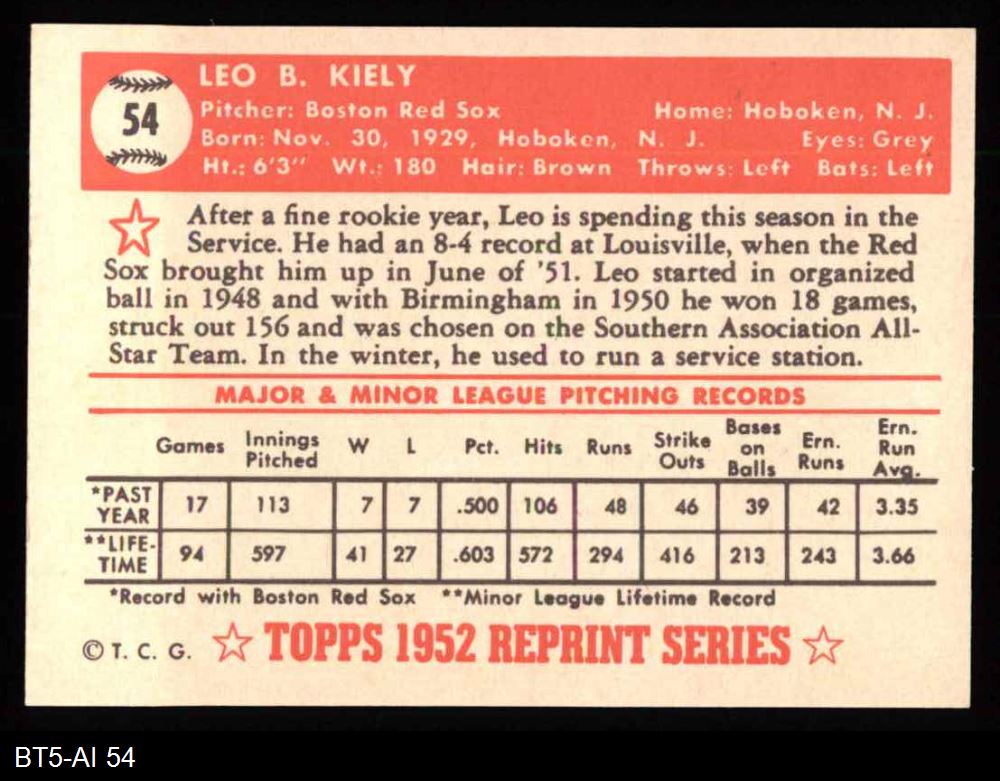 LEO B. KIELY
54
Pitcher: Boston Red Sox Home: Hoboken, N. J.
Born: Nov. 30, 1929, Hoboken, N. J. Eyes: Grey
Ht.: 6'3" Wt.: 180 Hair: Brown Throws: Left Bats: Left
After a fine rookie year, Leo is spending this season in the
Service. He had an 8-4 record at Louisville, when the Red
Sox brought him up in June of '51. Leo started in organized
ball in 1948 and with Birmingham in 1950 he won 18 games,
struck out 156 and was chosen on the Southern Association All-
Star Team. In the winter, he used to run a service station.
MAJOR & MINOR LEAGUE PITCHING RECORDS
Games Innings Pitched W L Pct. Hits Runs Strike Outs Bases on Balls Ern. Runs Ern. Run Avg.
*PAST YEAR 17 113 7 7 .500 106 48 46 39 42 3.35
**LIFE-TIME 94 597 41 27 .603 572 294 416 213 243 3.66
*Record with Boston Red Sox **Minor League Lifetime Record
© T. C. G. TOPPS 1952 REPRINT SERIES
BT5-AI 54